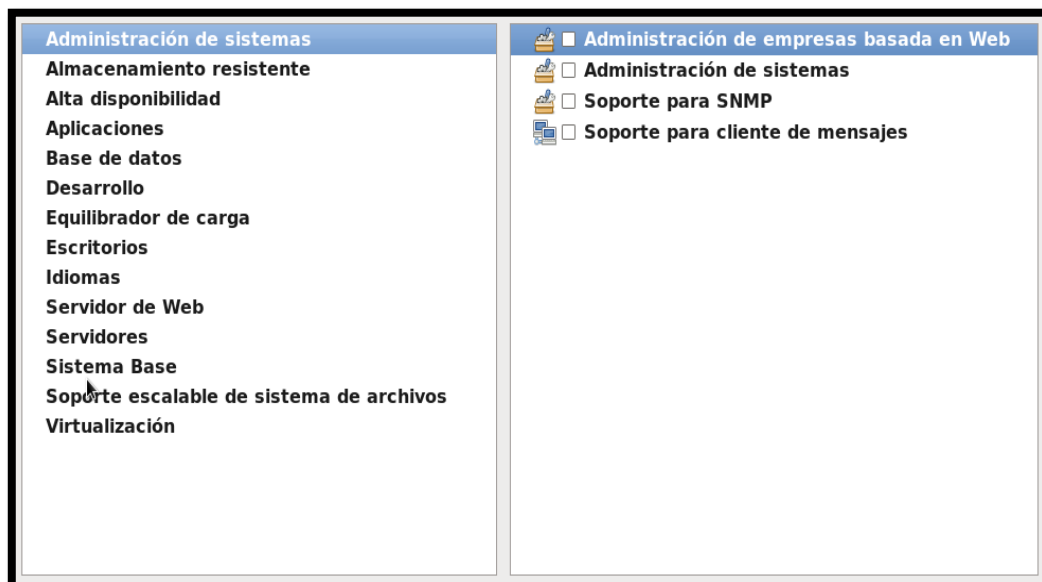 Administración de sistemas
Almacenamiento resistente
Alta disponibilidad
Aplicaciones
Base de datos
Desarrollo
Equilibrador de carga
Escritorios
Idiomas
Servidor de Web
Servidores
Sistema Base
Soporte escalable de sistema de archivos
Virtualización
Administración de empresas basada en Web
Administración de sistemas
Soporte para SNMP
Soporte para cliente de mensajes